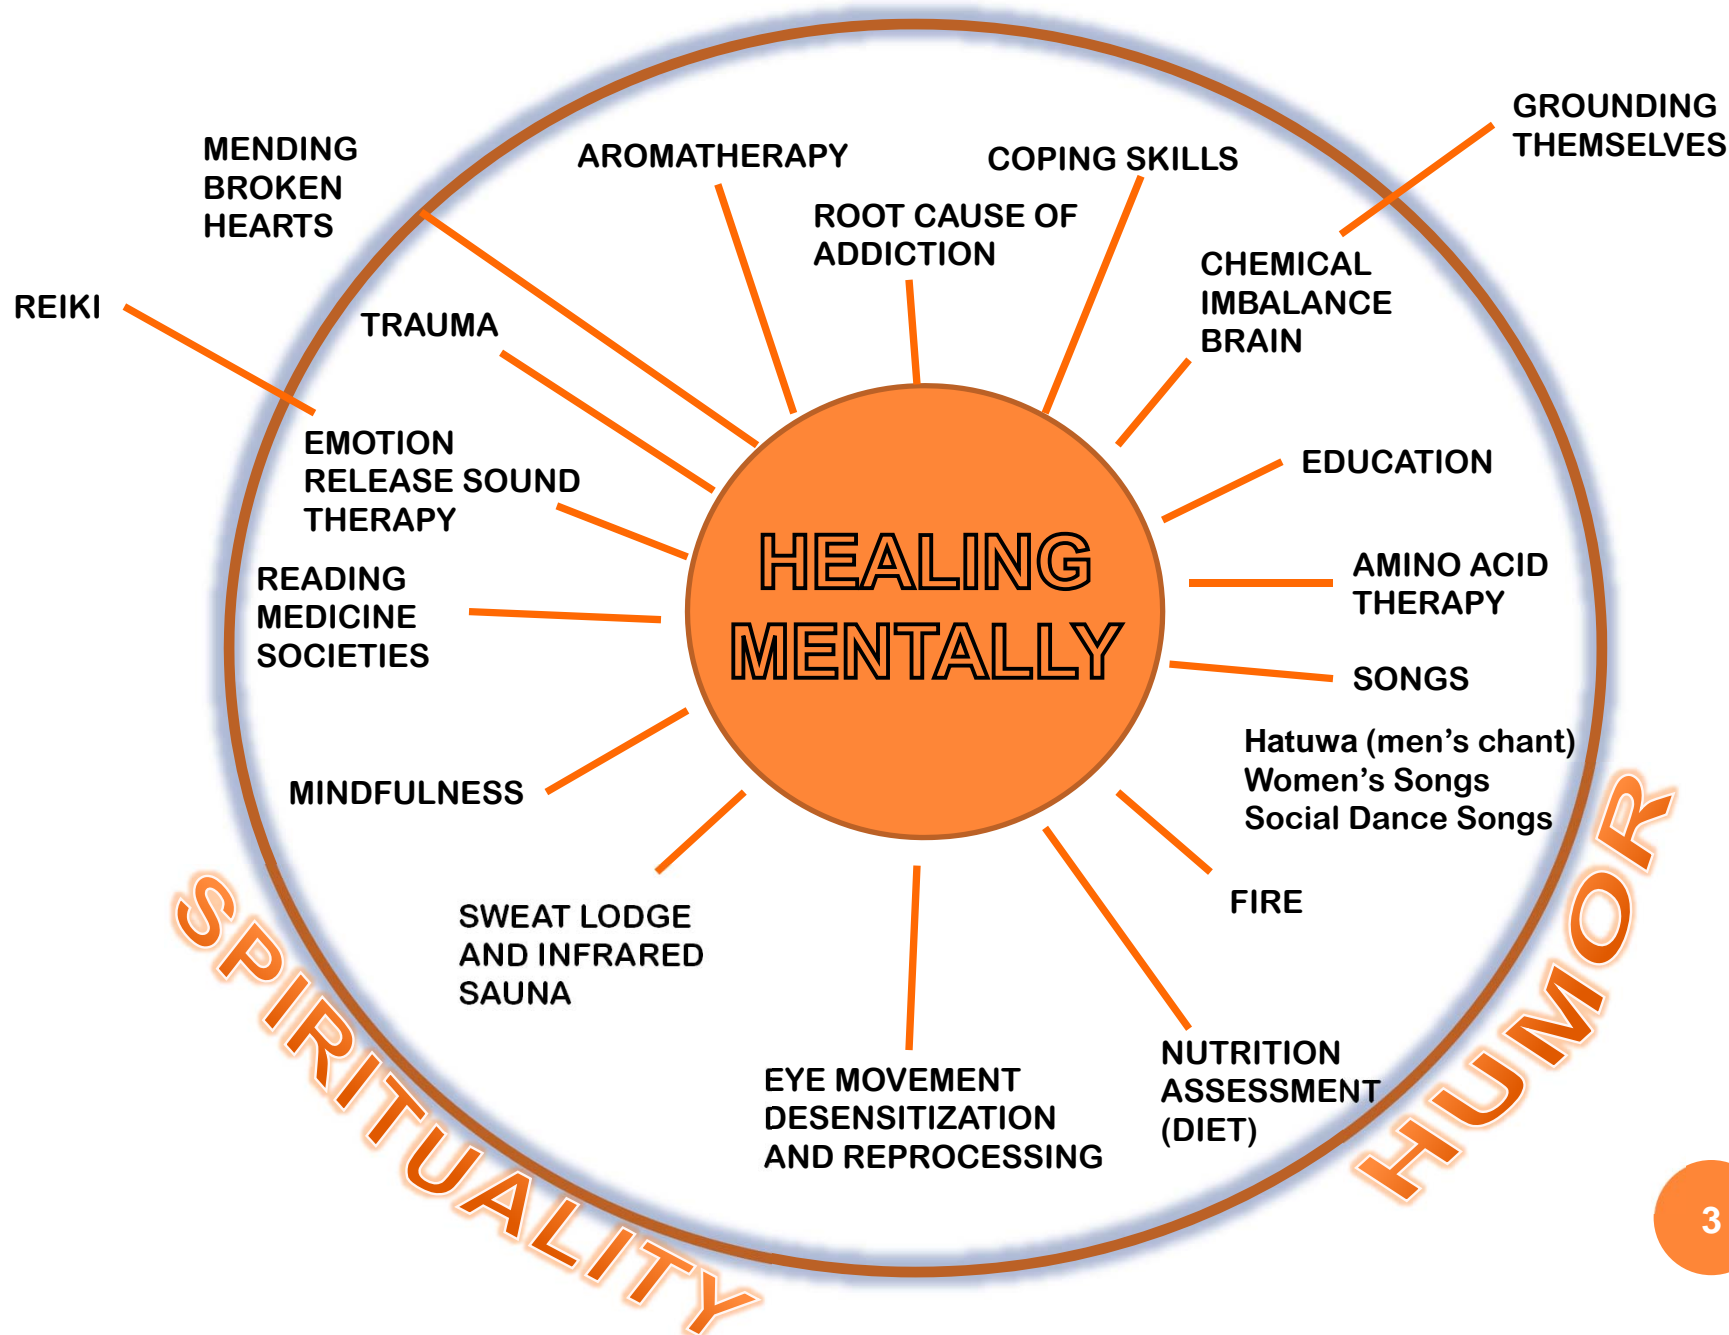 GROUNDING
THEMSELVES
MENDING
BROKEN
HEARTS
AROMATHERAPY
COPING SKILLS
ROOT CAUSE OF
ADDICTION
CHEMICAL
IMBALANCE
BRAIN
REIKI
TRAUMA
EMOTION
RELEASE SOUND
THERAPY
EDUCATION
HEALING
MENTALLY
READING
MEDICINE
SOCIETIES
AMINO ACID
THERAPY
SONGS
Hatuwa (men's chant)
Women's Songs
Social Dance Songs
MINDFULNESS
FIRE
SWEAT LODGE
AND INFRARED
SAUNA
EYE MOVEMENT
DESENSITIZATION
AND REPROCESSING
NUTRITION
ASSESSMENT
(DIET)
SPIRITUALITY
HUMOR
3